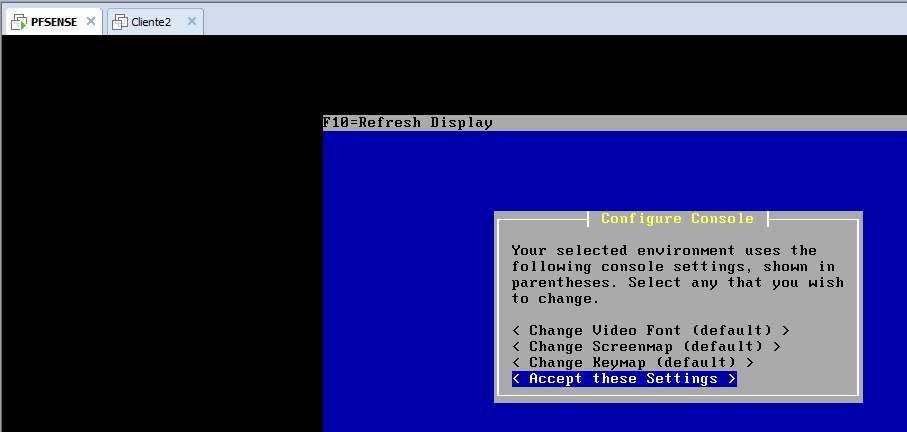 PFSENSE Cliente2
F10=Refresh Display
Configure Console
Your selected environment uses the
following console settings, shown in
parentheses. Select any that you wish
to change.
< Change Video Font (default) >
< Change Screenmap (default) >
< Change Keymap (default) >
< Accept these Settings >